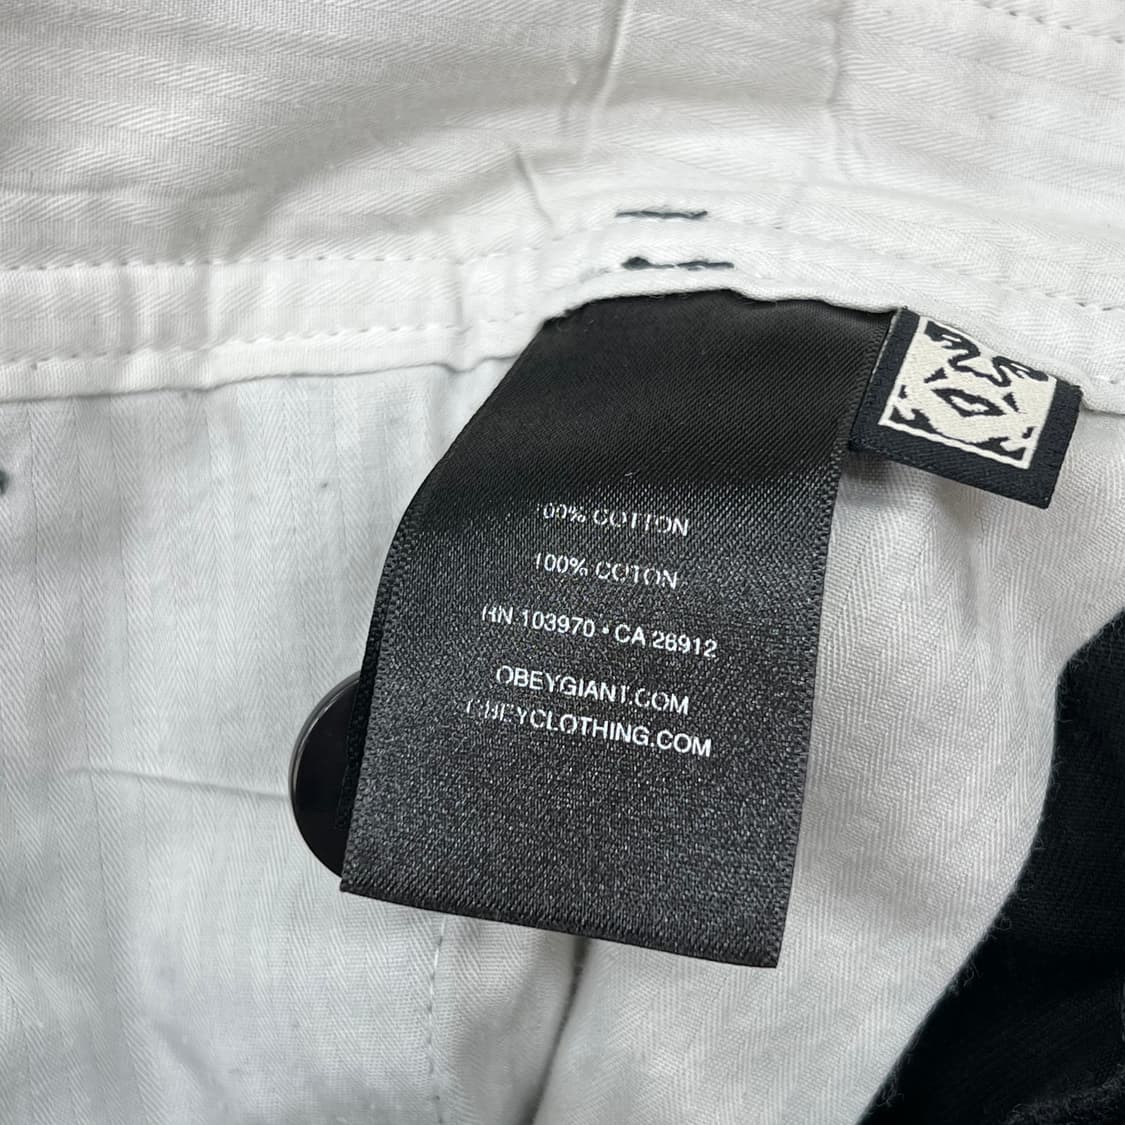 100% COTTON
100% COTON
RN 103970 • CA 26912
OBEYGIANT.COM
OBEYCLOTHING.COM